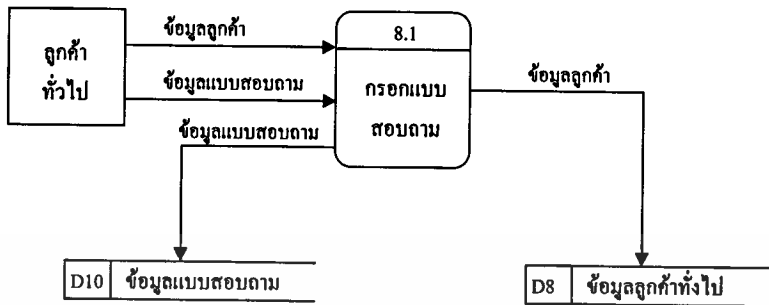 ลูกค้า
ทั่วไป
ข้อมูลลูกค้า
ข้อมูลแบบสอบถาม
ข้อมูลแบบสอบถาม
8.1
กรอกแบบ
สอบถาม
ข้อมูลลูกค้า
D10 ข้อมูลแบบสอบถาม
D8 ข้อมูลลูกค้าทั่งไป